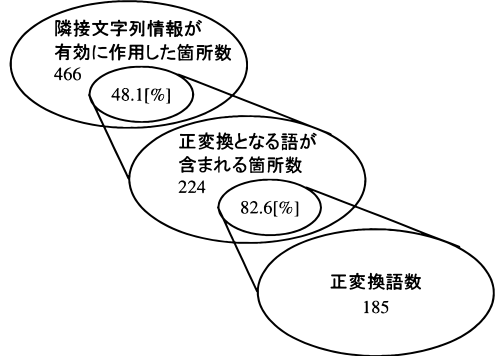 隣接文字列情報が
有効に作用した箇所数
466
48.1[%]
正変換となる語が
含まれる箇所数
224
82.6[%]
正変換語数
185